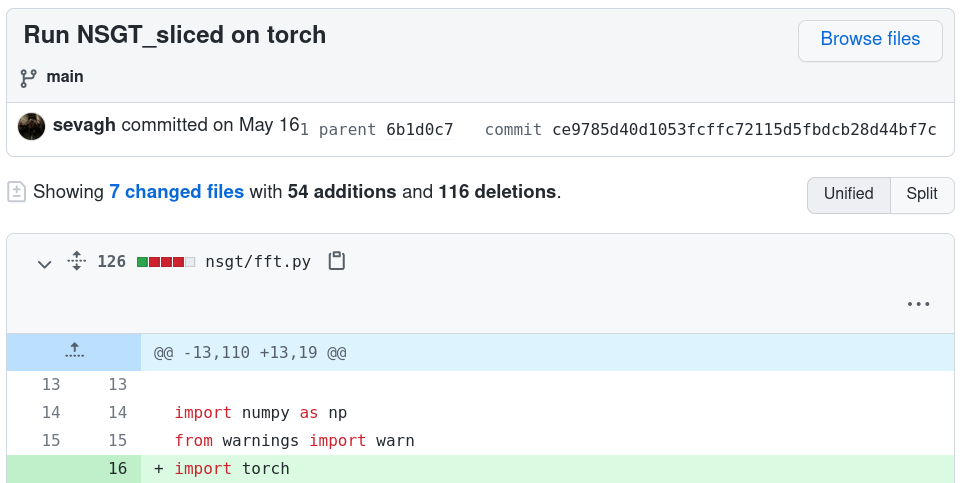 Run NSGT_sliced on torch
Browse files
main
sevagh committed on May 16 1 parent 6b1d0c7 commit ce9785d40d1053fcffc72115d5fbdcb28d44bf7c
Showing 7 changed files with 54 additions and 116 deletions.
Unified Split
126 nsgt/fft.py
@@ -13,110 +13,19 @@
13 13
14 14 import numpy as np
15 15 from warnings import warn
16 + import torch